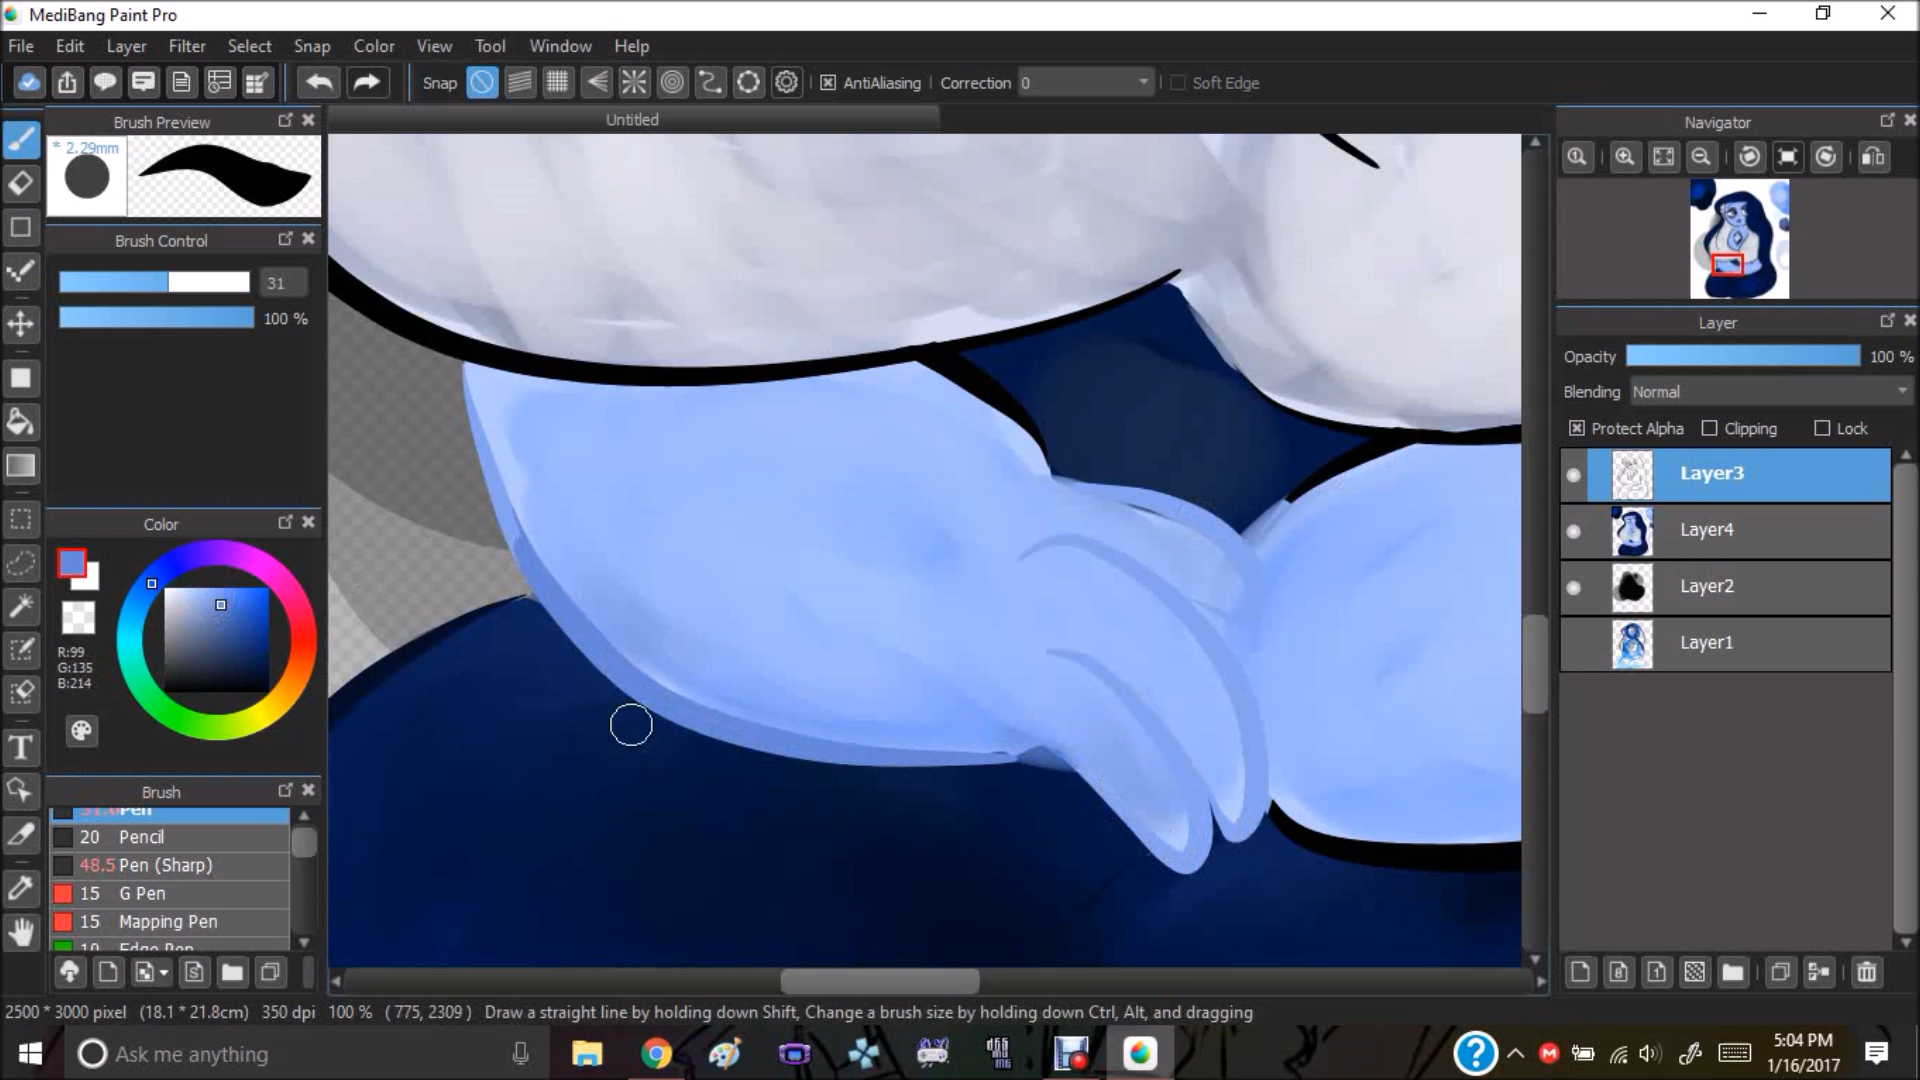 MediBang Paint Pro
File Edit Layer Filter Select Snap Color View Tool Window Help
Snap AntiAliasing Correction 0 Soft Edge
Brush Preview
Untitled
Navigator
* 2.29mm
Brush Control
31
100 %
Layer
Opacity 100 %
Blending Normal
Protect Alpha Clipping Lock
Layer3
Layer4
Layer2
Layer1
Color
R:99
G:135
B:214
T
Brush
Pen
20 Pencil
48.5 Pen (Sharp)
15 G Pen
15 Mapping Pen
10 Edge Pen
2500 * 3000 pixel (18.1 * 21.8cm) 350 dpi 100 % ( 775, 2309 ) Draw a straight line by holding down Shift, Change a brush size by holding down Ctrl, Alt, and dragging
Ask me anything
5:04 PM
1/16/2017